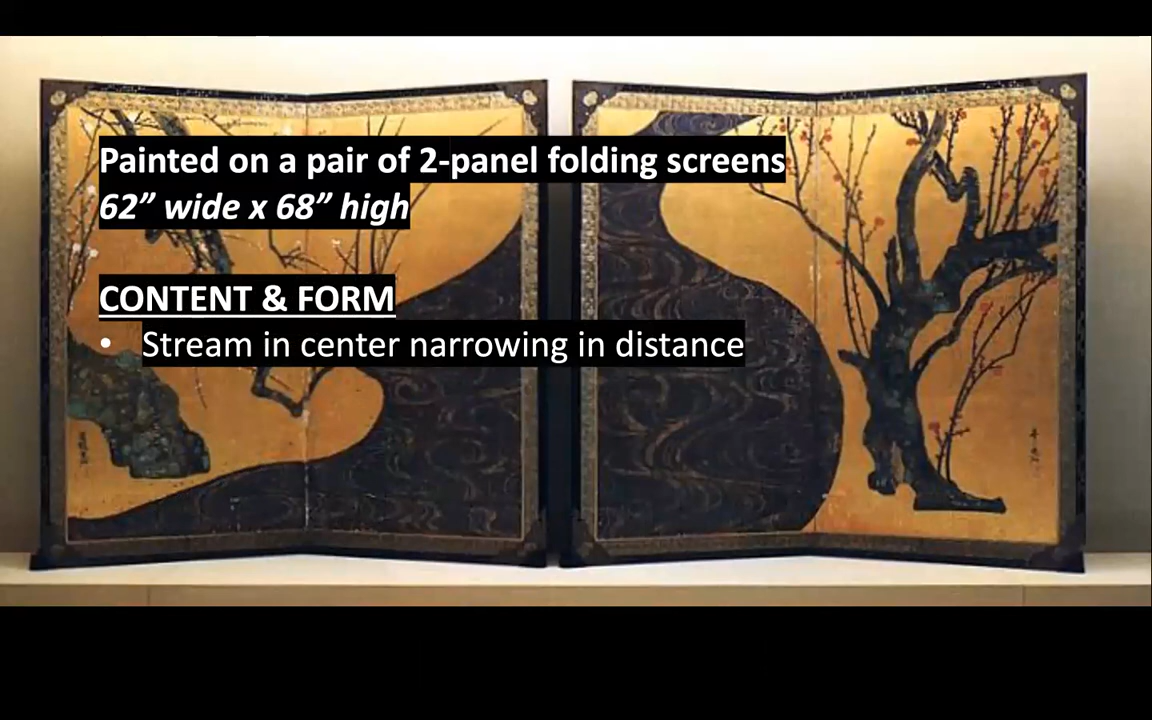 Painted on a pair of 2-panel folding screens
62” wide x 68” high
CONTENT & FORM
• Stream in center narrowing in distance